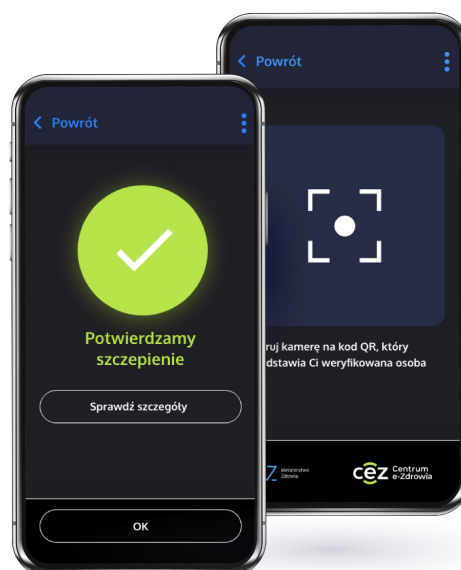 Powrót
Potwierdzamy
szczepienie
Sprawdź szczegóły
OK
Powrót
ruj kamerę na kod QR, który
dstawia Ci weryfikowana osoba
Z Ministerstwo
Zdrowia
cez Centrum
e-Zdrowia